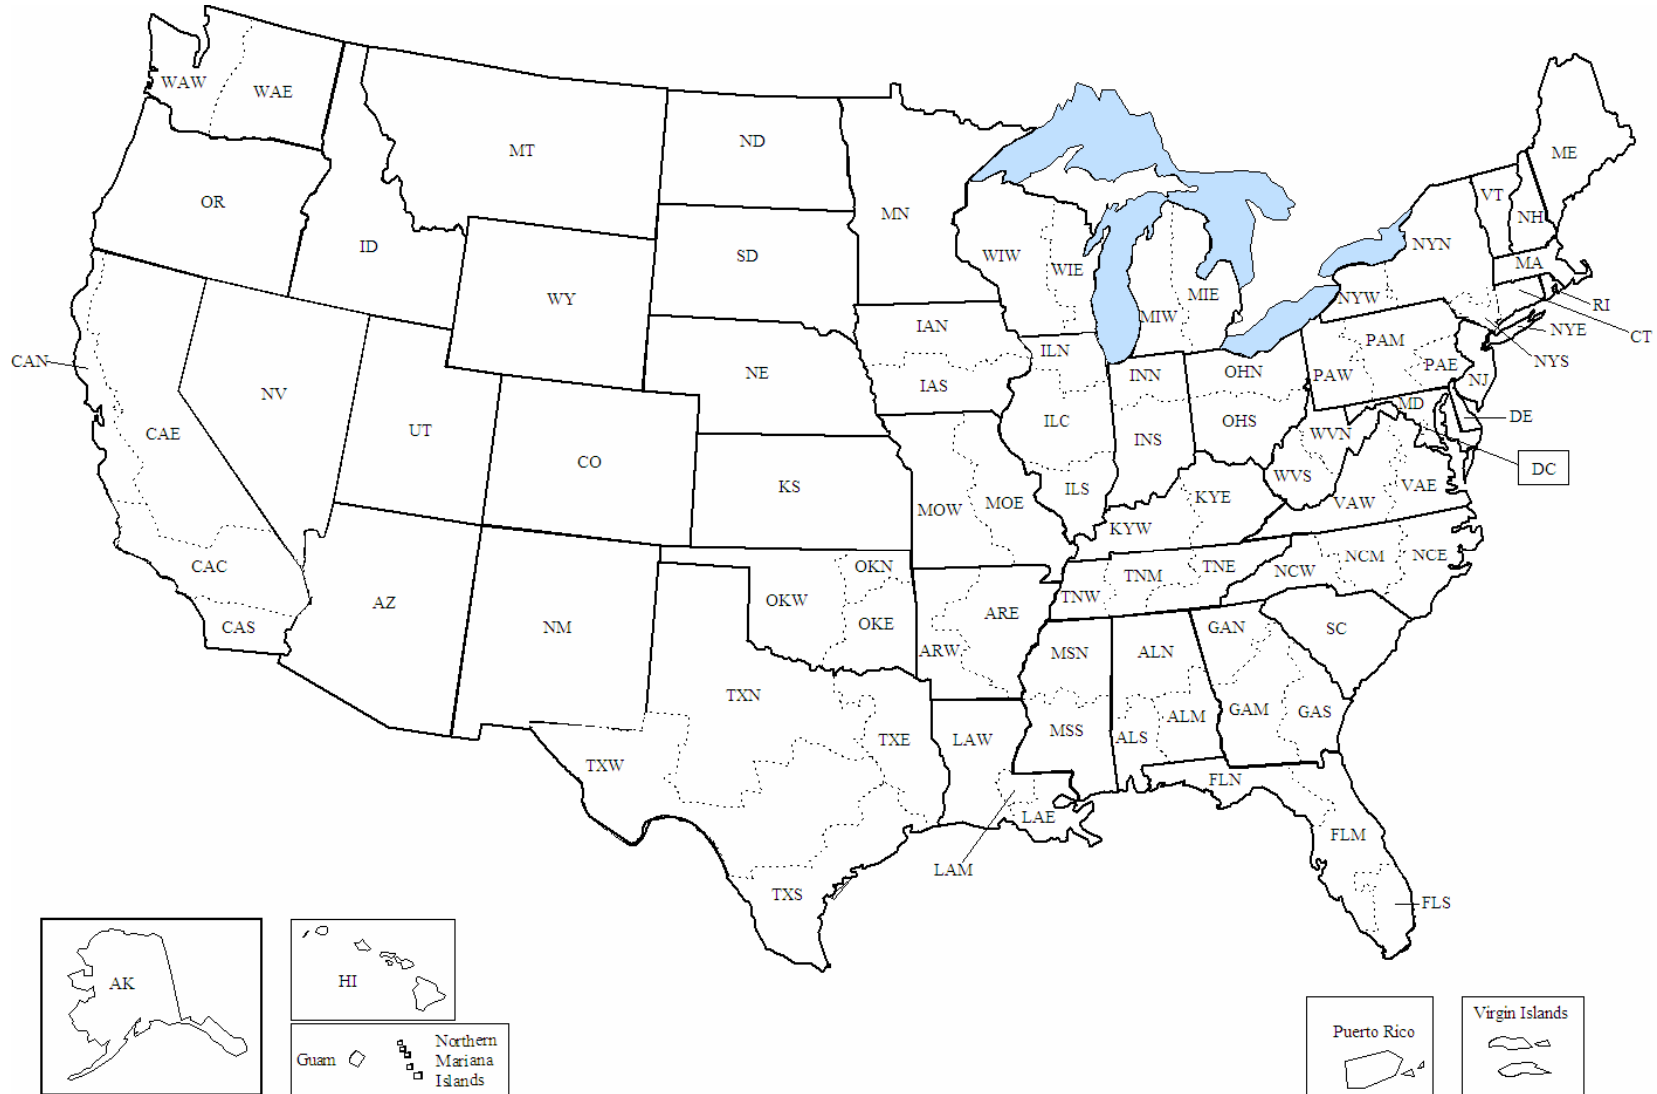 WAW
WAE
MT
ND
MN
ME
OR
ID
SD
WY
WIW
WIE
MIW
MIE
VT
NH
NYN
MA
NYW
RI
CT
NYE
NYS
CAN
NV
CAE
UT
CO
NE
IAN
IAS
ILN
ILC
ILS
INN
INS
OHN
OHS
PAW
PAM
PAE
NJ
MD
DE
DC
WVN
WVS
VAW
VAE
KS
MOW
MOE
KYW
KYE
CAC
CAS
AZ
NM
OKW
OKN
OKE
ARW
ARE
TNW
TNM
TNE
NCW
NCM
NCE
SC
MSN
MSS
ALN
ALM
ALS
GAN
GAM
GAS
TXN
TXE
TXW
TXS
LAW
LAE
LAM
FLN
FLM
FLS
AK
HI
Guam
Northern
Mariana
Islands
Puerto Rico
Virgin Islands